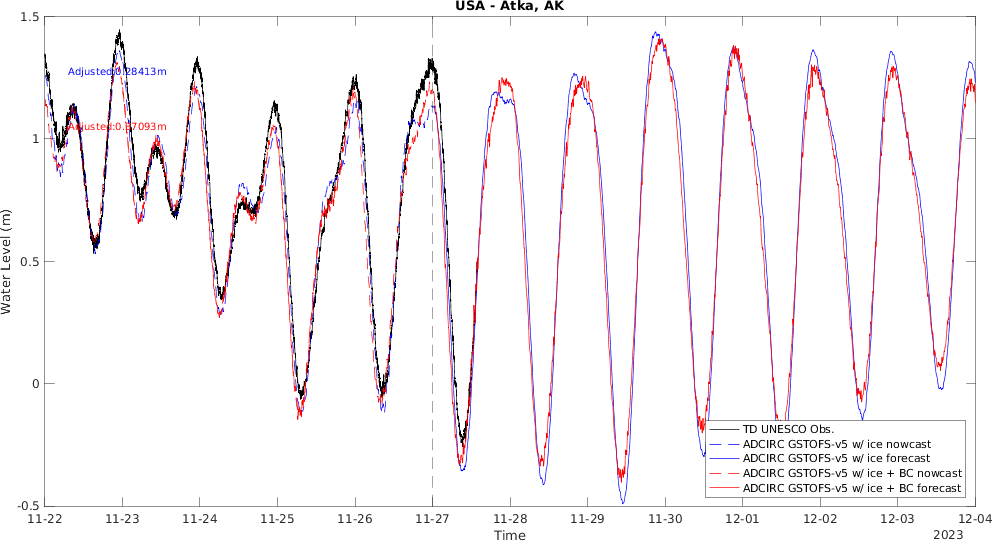 USA - Atka, AK
1.5
1
0.5
0
-0.5
Water Level (m)
Adjusted:0.28413m
TD UNESCO Obs.
ADCIRC GSTOFS-v5 w/ ice nowcast
ADCIRC GSTOFS-v5 w/ ice forecast
ADCIRC GSTOFS-v5 w/ ice + BC nowcast
ADCIRC GSTOFS-v5 w/ ice + BC forecast
11-22 11-23 11-24 11-25 11-26 11-27 11-28 11-29 11-30 12-01 12-02 12-03 12-04
Time
2023